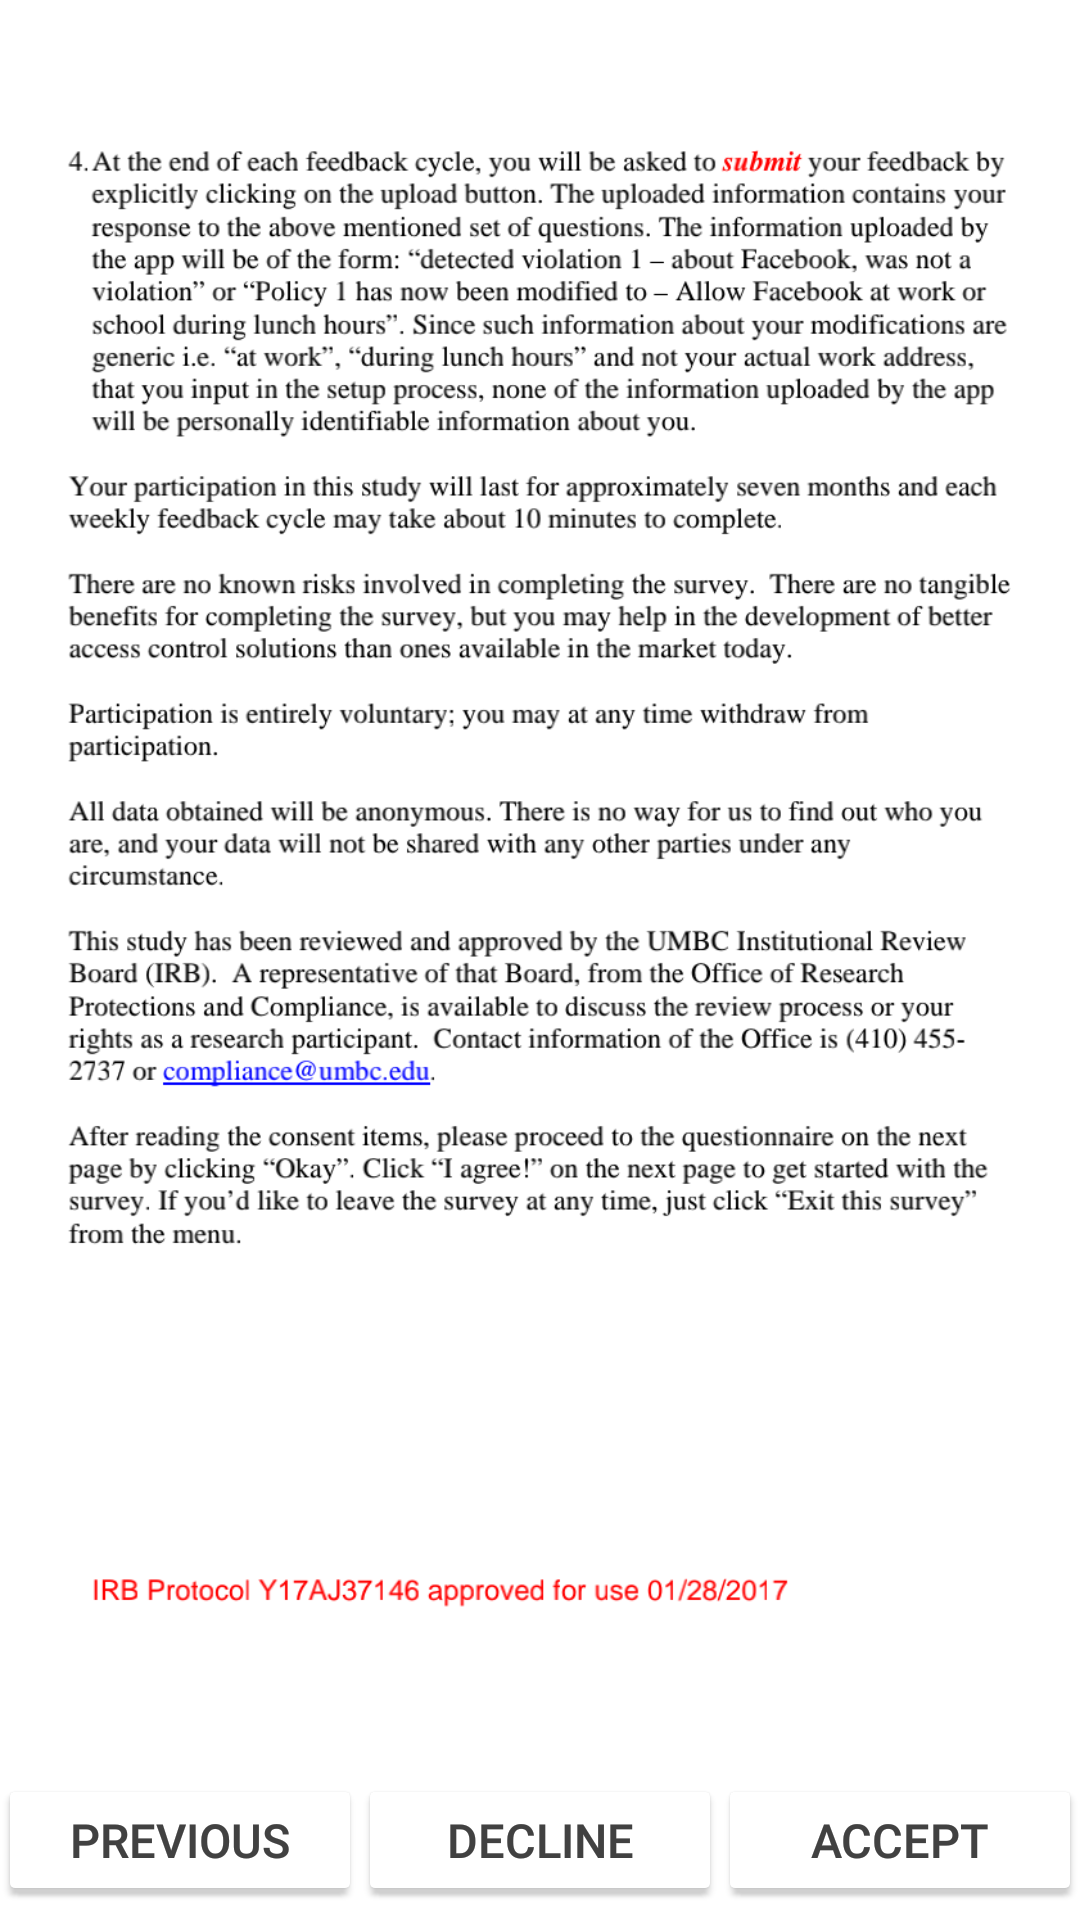 4. At the end of each feedback cycle, you will be asked to submit your feedback by
explicitly clicking on the upload button. The uploaded information contains your
response to the above mentioned set of questions. The information uploaded by
the app will be of the form: “detected violation 1 – about Facebook, was not a
violation” or “Policy 1 has now been modified to – Allow Facebook at work or
school during lunch hours”. Since such information about your modifications are
generic i.e. “at work”, “during lunch hours” and not your actual work address,
that you input in the setup process, none of the information uploaded by the app
will be personally identifiable information about you.
Your participation in this study will last for approximately seven months and each
weekly feedback cycle may take about 10 minutes to complete.
There are no known risks involved in completing the survey.  There are no tangible
benefits for completing the survey, but you may help in the development of better
access control solutions than ones available in the market today.
Participation is entirely voluntary; you may at any time withdraw from
participation.
All data obtained will be anonymous. There is no way for us to find out who you
are, and your data will not be shared with any other parties under any
circumstance.
This study has been reviewed and approved by the UMBC Institutional Review
Board (IRB).  A representative of that Board, from the Office of Research
Protections and Compliance, is available to discuss the review process or your
rights as a research participant.  Contact information of the Office is (410) 455-
2737 or compliance@umbc.edu.
After reading the consent items, please proceed to the questionnaire on the next
page by clicking “Okay”. Click “I agree!” on the next page to get started with the
survey. If you’d like to leave the survey at any time, just click “Exit this survey”
from the menu.
IRB Protocol Y17AJ37146 approved for use 01/28/2017
PREVIOUS
DECLINE
ACCEPT